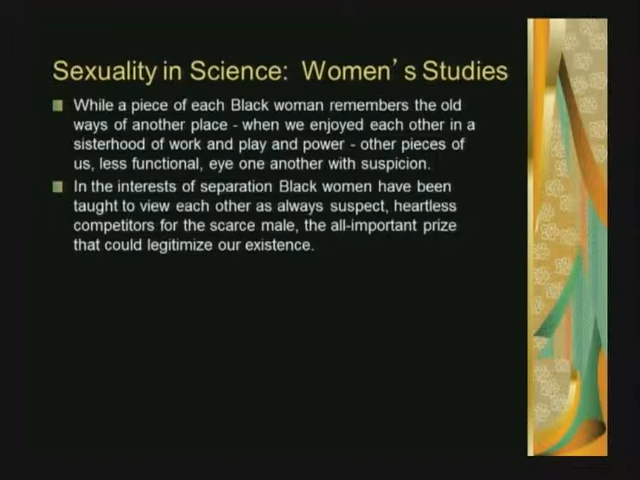 Sexuality in Science: Women's Studies
While a piece of each Black woman remembers the old
ways of another place - when we enjoyed each other in a
sisterhood of work and play and power - other pieces of
us, less functional, eye one another with suspicion.
In the interests of separation Black women have been
taught to view each other as always suspect, heartless
competitors for the scarce male, the all-important prize
that could legitimize our existence.